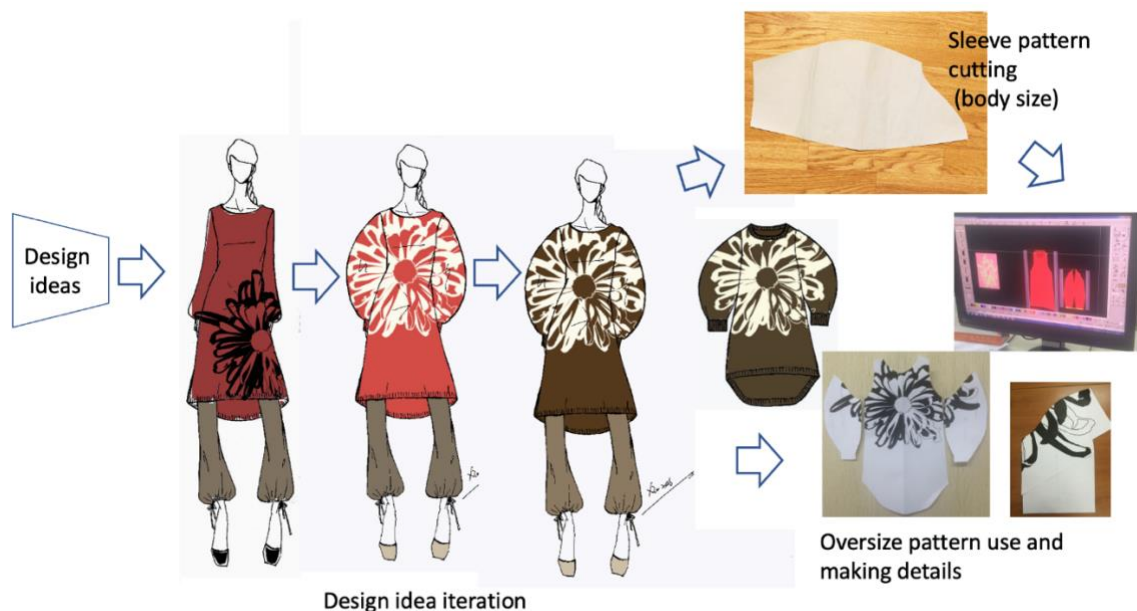 Sleeve pattern
cutting
(body size)
Design
ideas
Oversize pattern use and
making details
Design idea iteration